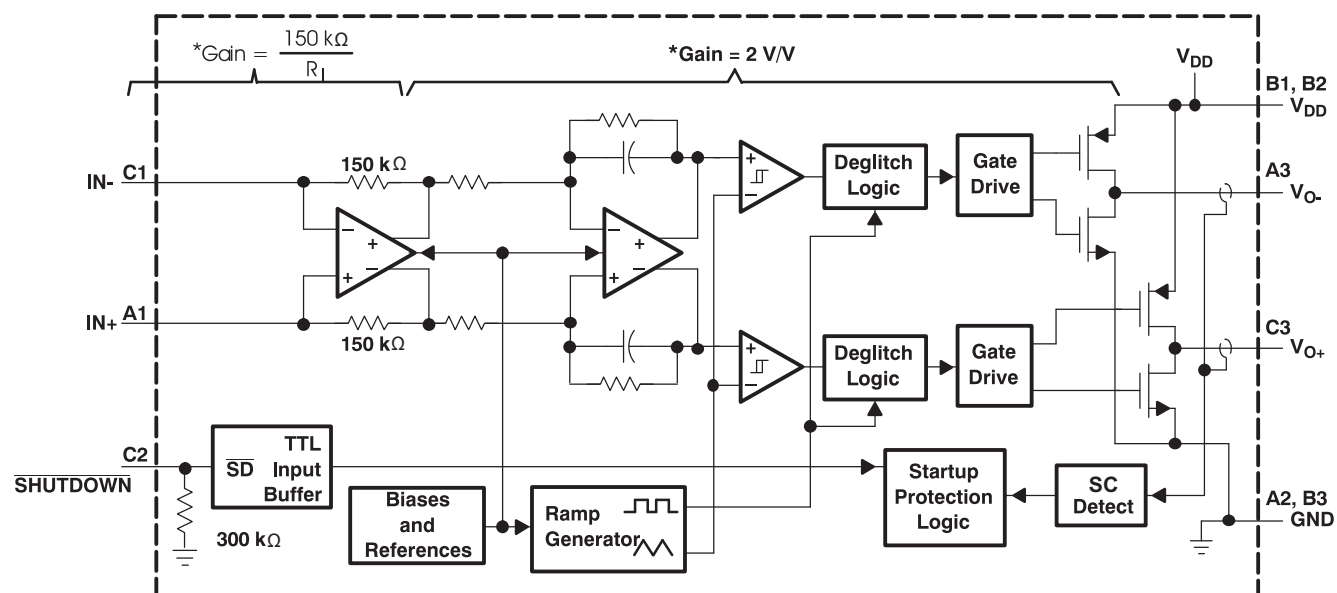 *Gain = 150 kΩ
R_I
*Gain = 2 V/V
V_DD
B1, B2
V_DD
IN- C1
150 kΩ
+
−
Deglitch
Logic
Gate
Drive
A3
V_O-
−
+
−
+
−
+
−
+
IN+ A1
150 kΩ
+
−
Deglitch
Logic
Gate
Drive
C3
V_O+
C2
SHUTDOWN
SD
TTL
Input
Buffer
300 kΩ
Biases
and
References
Ramp
Generator
Startup
Protection
Logic
SC
Detect
A2, B3
GND